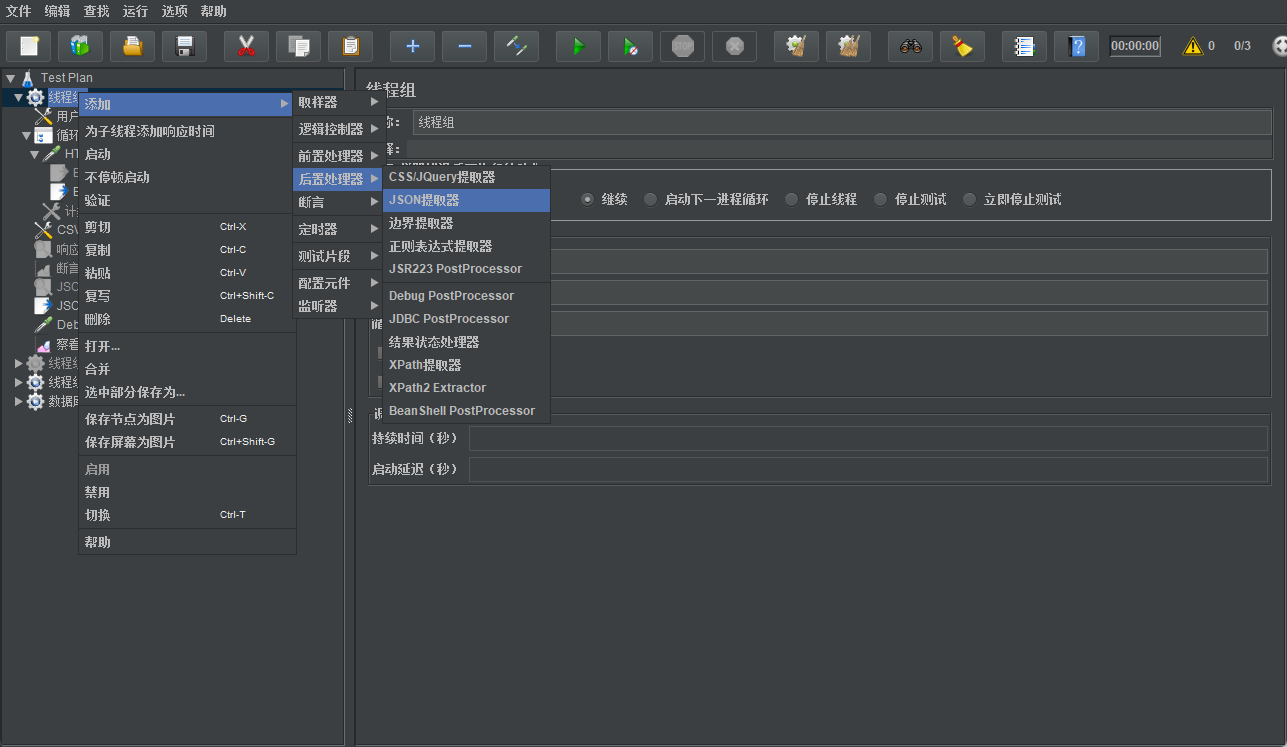 文件 编辑 查找 运行 选项 帮助
STOP
00:00:00 0 0/3
Test Plan
线程组
用户
循环
HT
计
CSV
响应
断言
JSO
JSO
Deb
察看
线程组
线程组
数据库
添加
为子线程添加响应时间
启动
不停顿启动
验证
剪切 Ctrl-X
复制 Ctrl-C
粘贴 Ctrl-V
复写 Ctrl+Shift-C
删除 Delete
打开...
合并
选中部分保存为...
保存节点为图片 Ctrl-G
保存屏幕为图片 Ctrl+Shift-G
启用
禁用
切换 Ctrl-T
帮助
取样器
逻辑控制器
前置处理器
后置处理器
断言
定时器
测试片段
配置元件
监听器
CSS/JQuery提取器
JSON提取器
边界提取器
正则表达式提取器
JSR223 PostProcessor
Debug PostProcessor
JDBC PostProcessor
结果状态处理器
XPath提取器
XPath2 Extractor
BeanShell PostProcessor
线程组
称: 线程组
释:
继续 启动下一进程循环 停止线程 停止测试 立即停止测试
循
调
持续时间（秒）
启动延迟（秒）